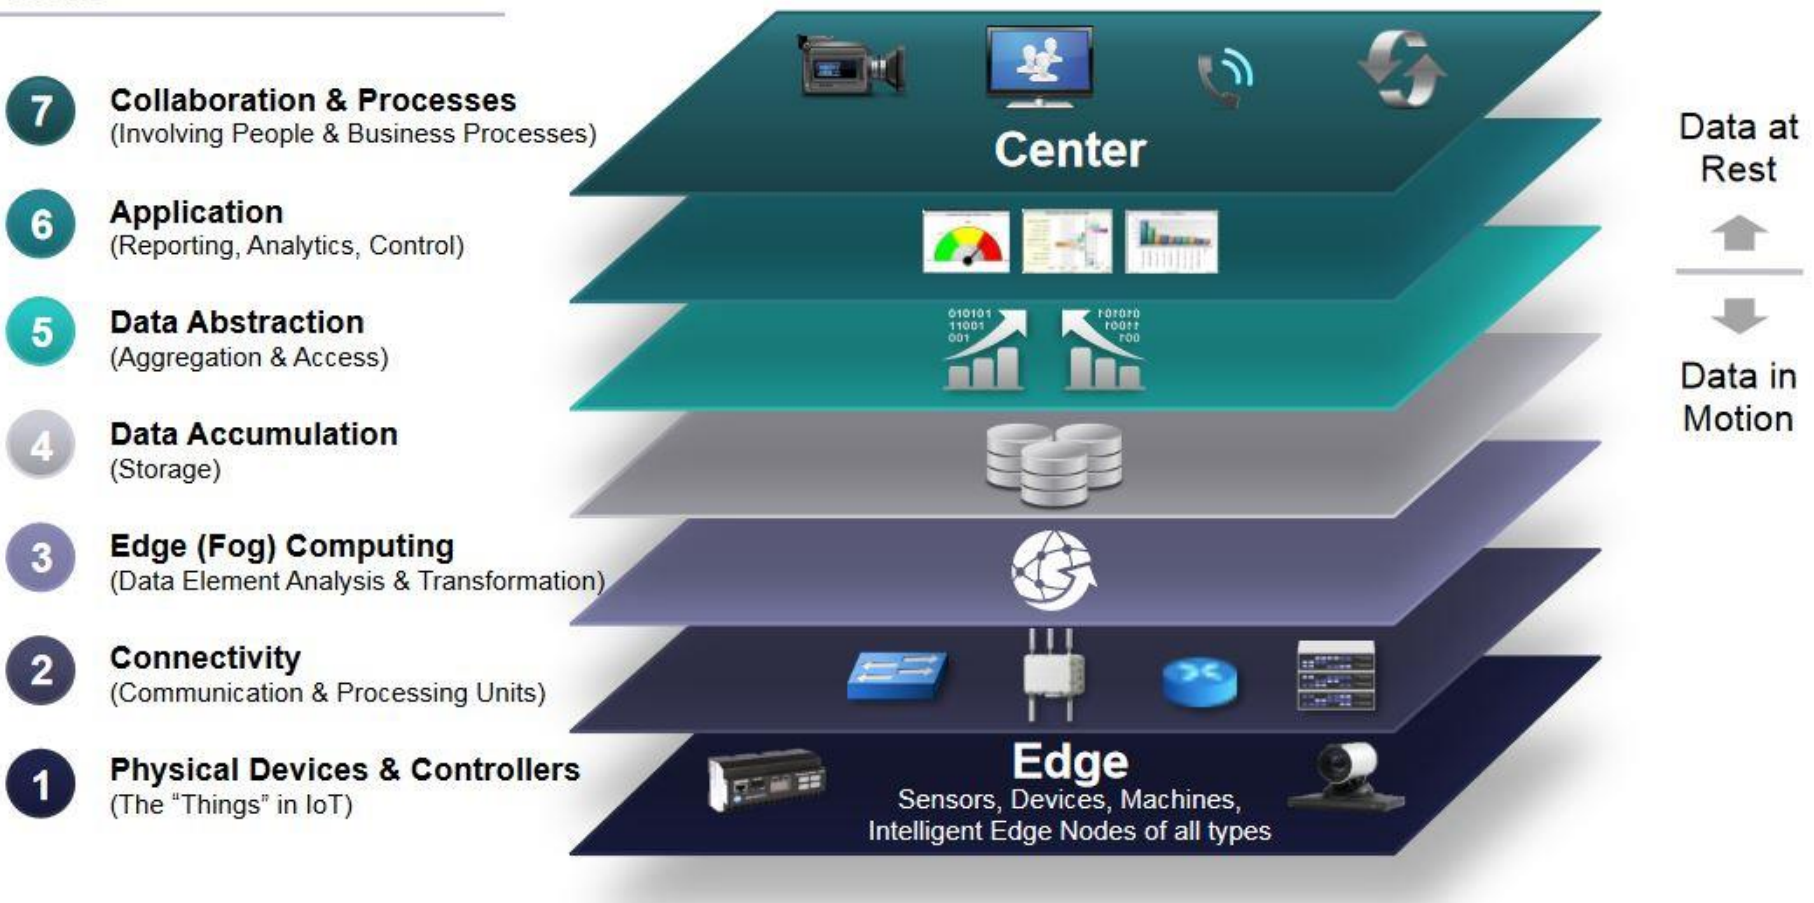 7
Collaboration & Processes
(Involving People & Business Processes)
6
Application
(Reporting, Analytics, Control)
5
Data Abstraction
(Aggregation & Access)
4
Data Accumulation
(Storage)
3
Edge (Fog) Computing
(Data Element Analysis & Transformation)
2
Connectivity
(Communication & Processing Units)
1
Physical Devices & Controllers
(The “Things” in IoT)
Center
010101
11001
001
Edge
Sensors, Devices, Machines,
Intelligent Edge Nodes of all types
Data at
Rest
Data in
Motion